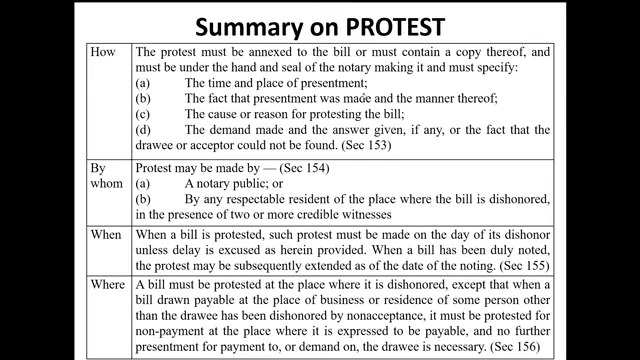 Summary on PROTEST
How
The protest must be annexed to the bill or must contain a copy thereof, and
must be under the hand and seal of the notary making it and must specify:
(a) The time and place of presentment;
(b) The fact that presentment was made and the manner thereof;
(c) The cause or reason for protesting the bill;
(d) The demand made and the answer given, if any, or the fact that the
drawee or acceptor could not be found. (Sec 153)
By
whom
Protest may be made by — (Sec 154)
(a) A notary public; or
(b) By any respectable resident of the place where the bill is dishonored,
in the presence of two or more credible witnesses
When
When a bill is protested, such protest must be made on the day of its dishonor
unless delay is excused as herein provided. When a bill has been duly noted,
the protest may be subsequently extended as of the date of the noting. (Sec 155)
Where
A bill must be protested at the place where it is dishonored, except that when a
bill drawn payable at the place of business or residence of some person other
than the drawee has been dishonored by nonacceptance, it must be protested for
non-payment at the place where it is expressed to be payable, and no further
presentment for payment to, or demand on, the drawee is necessary. (Sec 156)